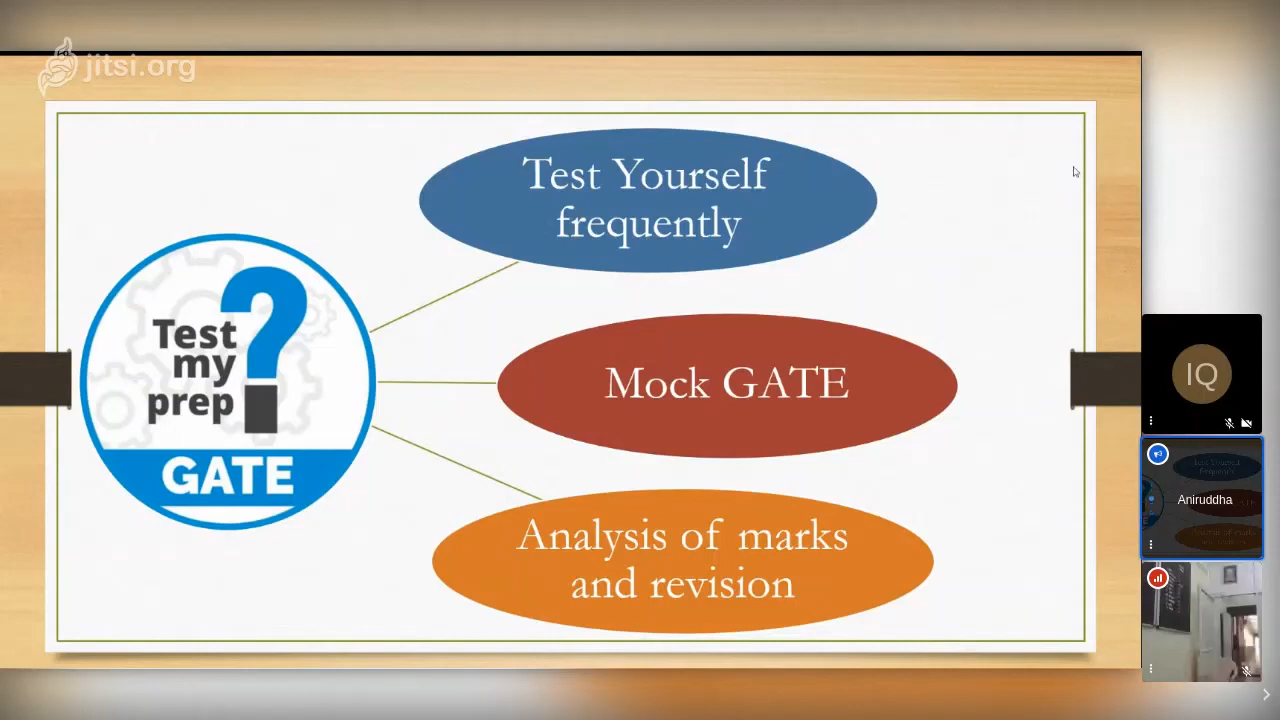 jitsi.org
Test Yourself
frequently
Test
my
prep
?
GATE
Mock GATE
Analysis of marks
and revision
IQ
Aniruddha